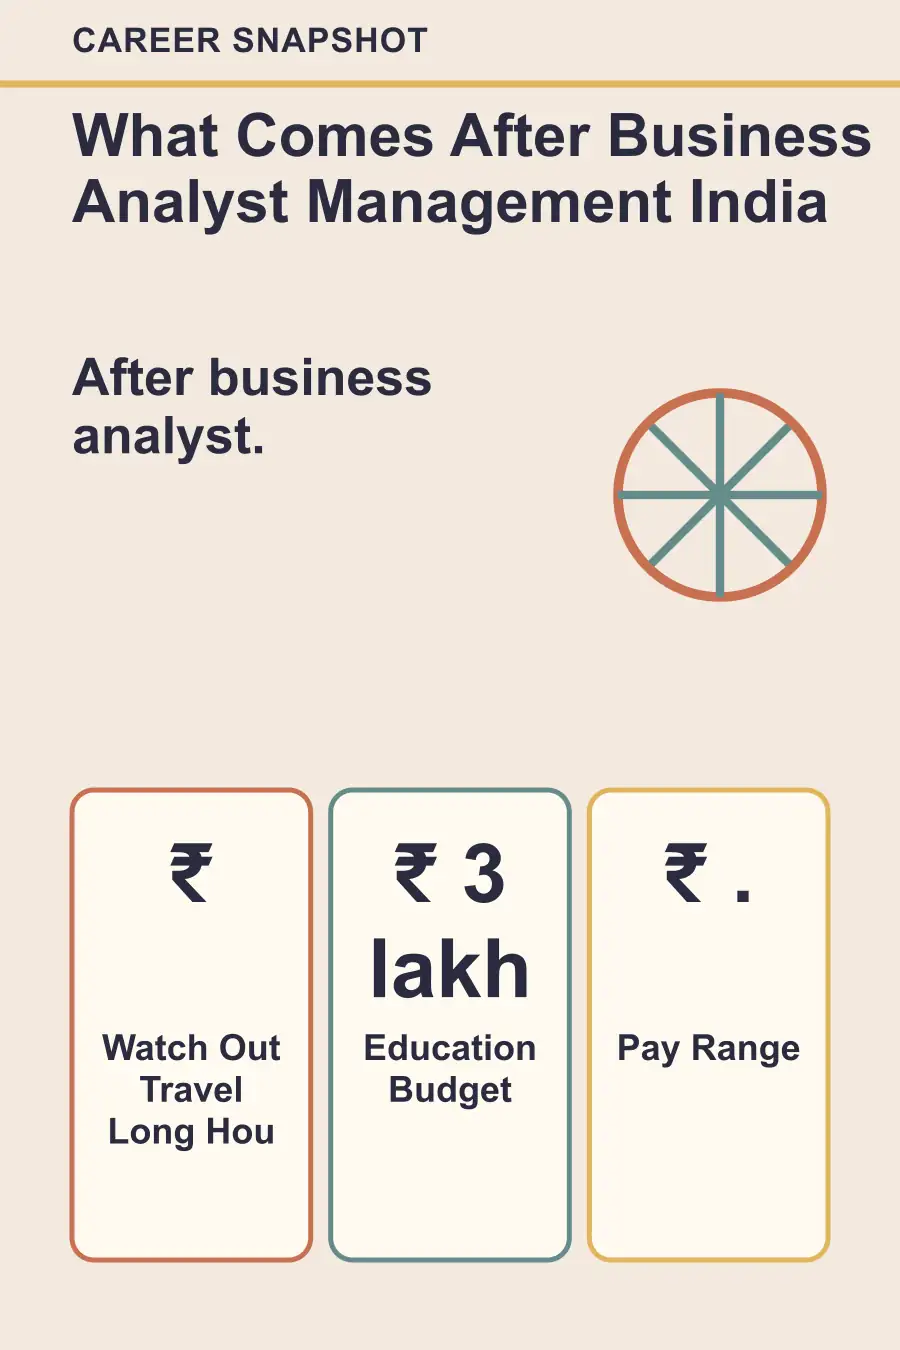 CAREER SNAPSHOT
What Comes After Business
Analyst Management India
After business
analyst.
₹
Watch Out
Travel
Long Hou
₹ 3
lakh
Education
Budget
₹ .
Pay Range